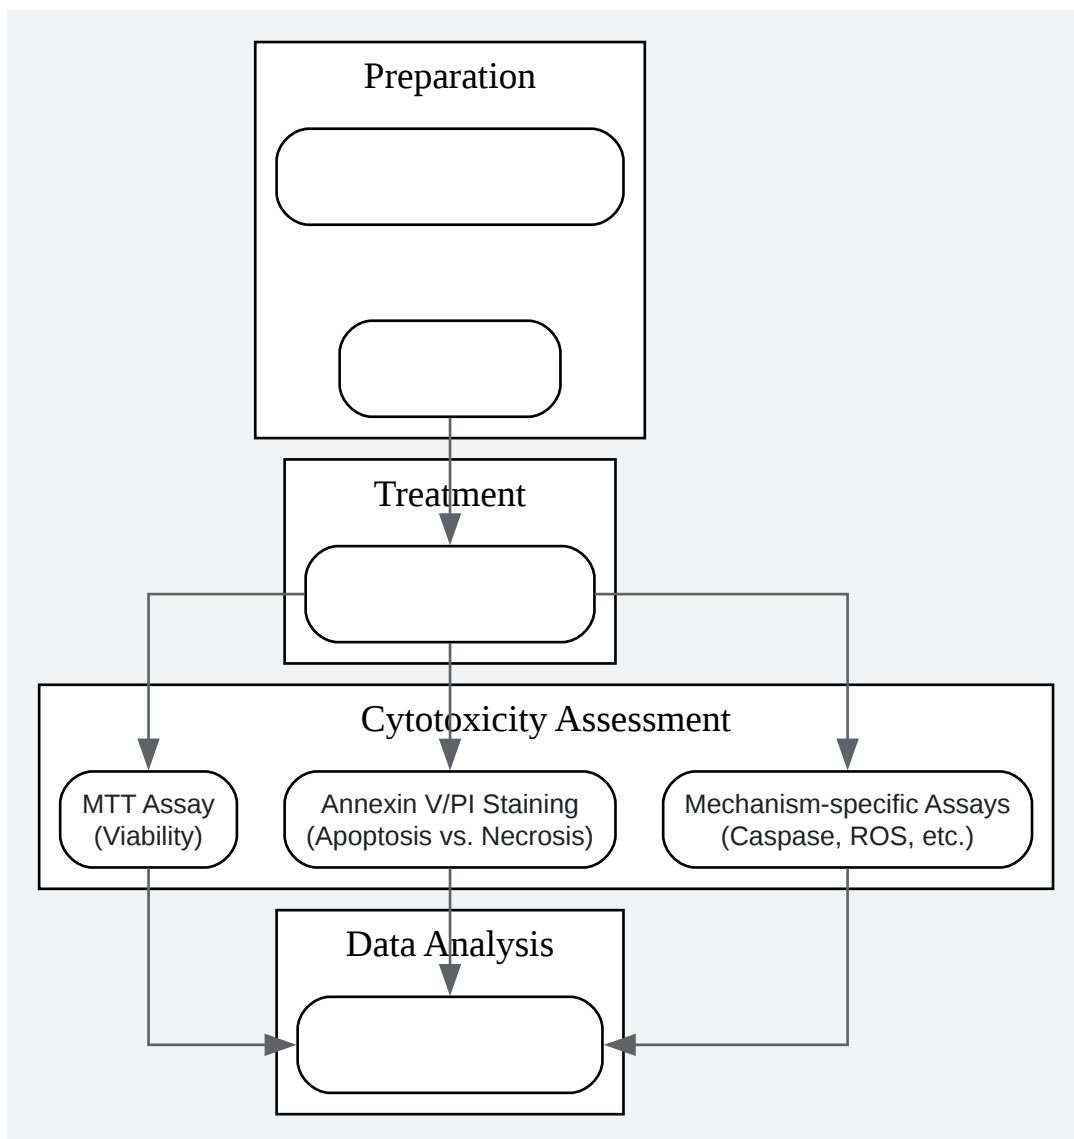 Preparation
Treatment
Cytotoxicity Assessment
MTT Assay
(Viability)
Annexin V/PI Staining
(Apoptosis vs. Necrosis)
Mechanism-specific Assays
(Caspase, ROS, etc.)
Data Analysis